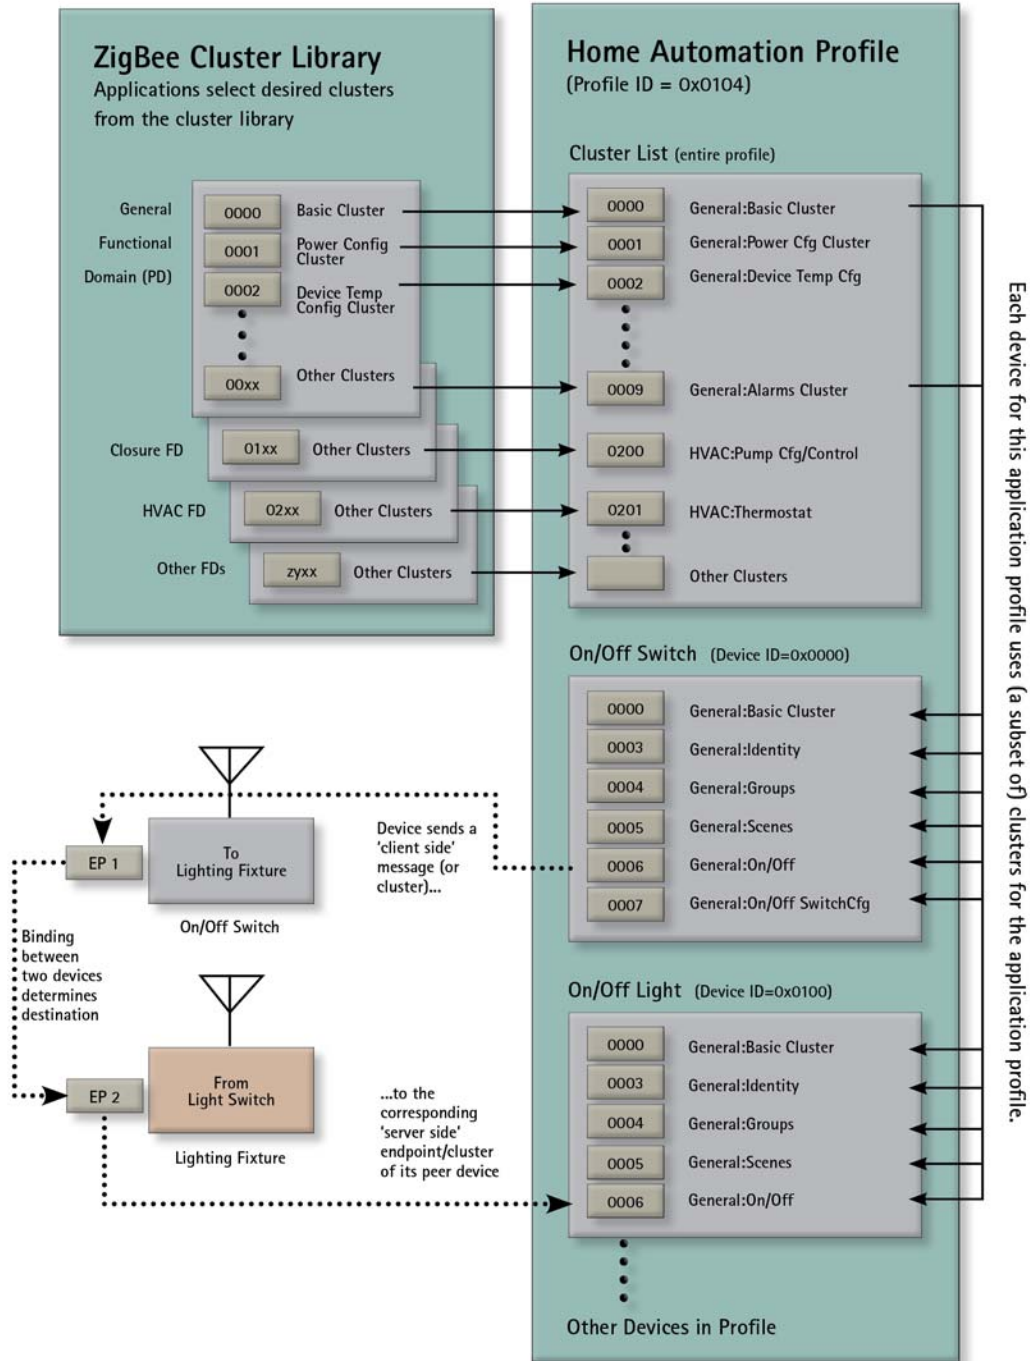 ZigBee Cluster Library
Applications select desired clusters
from the cluster library
General
Functional
Domain (PD)
0000
Basic Cluster
0001
Power Config
Cluster
0002
Device Temp
Config Cluster
00xx
Other Clusters
Closure FD
01xx
Other Clusters
HVAC FD
02xx
Other Clusters
Other FDs
zyxx
Other Clusters
Home Automation Profile
(Profile ID = 0x0104)
Cluster List (entire profile)
0000
General:Basic Cluster
0001
General:Power Cfg Cluster
0002
General:Device Temp Cfg
0009
General:Alarms Cluster
0200
HVAC:Pump Cfg/Control
0201
HVAC:Thermostat
Other Clusters
On/Off Switch (Device ID=0x0000)
0000
General:Basic Cluster
0003
General:Identity
0004
General:Groups
0005
General:Scenes
0006
General:On/Off
0007
General:On/Off SwitchCfg
On/Off Light (Device ID=0x0100)
0000
General:Basic Cluster
0003
General:Identity
0004
General:Groups
0005
General:Scenes
0006
General:On/Off
Other Devices in Profile
Each device for this application profile uses (a subset of) clusters for the application profile.
EP 1
To
Lighting Fixture
On/Off Switch
Device sends a
'client side'
message (or
cluster)...
Binding
between
two devices
determines
destination
EP 2
From
Light Switch
Lighting Fixture
...to the
corresponding
'server side'
endpoint/cluster
of its peer device